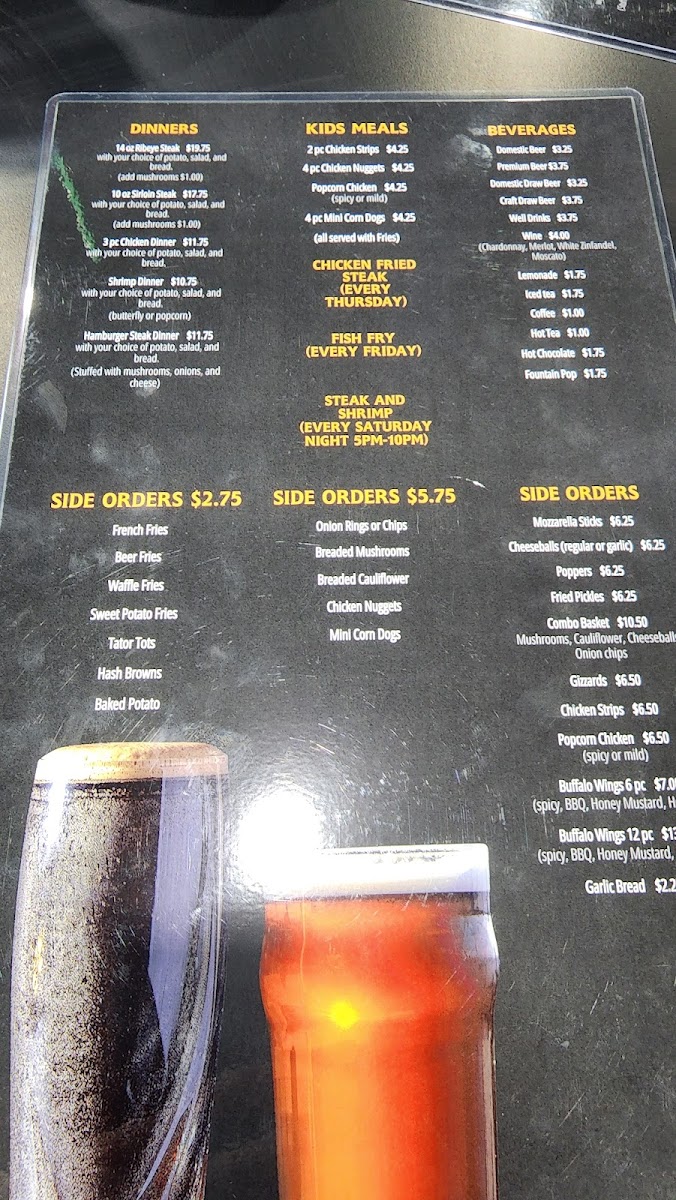 DINNERS
14 oz Ribeye Steak $19.75
with your choice of potato, salad, and
bread.
(add mushrooms $1.00)
10 oz Sirloin Steak $17.75
with your choice of potato, salad, and
bread.
(add mushrooms $1.00)
3 pc Chicken Dinner $11.75
with your choice of potato, salad, and
bread.
Shrimp Dinner $10.75
with your choice of potato, salad, and
bread.
(butterfly or popcorn)
Hamburger Steak Dinner $11.75
with your choice of potato, salad, and
bread.
(Stuffed with mushrooms, onions, and
cheese)
KIDS MEALS
2 pc Chicken Strips $4.25
4 pc Chicken Nuggets $4.25
Popcorn Chicken $4.25
(spicy or mild)
4 pc Mini Corn Dogs $4.25
(all served with Fries)
CHICKEN FRIED
STEAK
(EVERY
THURSDAY)
FISH FRY
(EVERY FRIDAY)
STEAK AND
SHRIMP
(EVERY SATURDAY
NIGHT 5PM-10PM)
BEVERAGES
Domestic Beer $3.25
Premium Beer $3.75
Domestic Draw Beer $3.25
Craft Draw Beer $3.75
Well Drinks $3.75
Wine $4.00
(Chardonnay, Merlot, White Zinfandel,
Moscato)
Lemonade $1.75
Iced tea $1.75
Coffee $1.00
Hot Tea $1.00
Hot Chocolate $1.75
Fountain Pop $1.75
SIDE ORDERS $2.75
French Fries
Beer Fries
Waffle Fries
Sweet Potato Fries
Tator Tots
Hash Browns
Baked Potato
SIDE ORDERS $5.75
Onion Rings or Chips
Breaded Mushrooms
Breaded Cauliflower
Chicken Nuggets
Mini Corn Dogs
SIDE ORDERS
Mozzarella Sticks $6.25
Cheeseballs (regular or garlic) $6.25
Poppers $6.25
Fried Pickles $6.25
Combo Basket $10.50
Mushrooms, Cauliflower, Cheeseballs
Onion chips
Gizzards $6.50
Chicken Strips $6.50
Popcorn Chicken $6.50
(spicy or mild)
Buffalo Wings 6 pc $7.0
(spicy, BBQ, Honey Mustard, H
Buffalo Wings 12 pc $13
(spicy, BBQ, Honey Mustard,
Garlic Bread $2.2